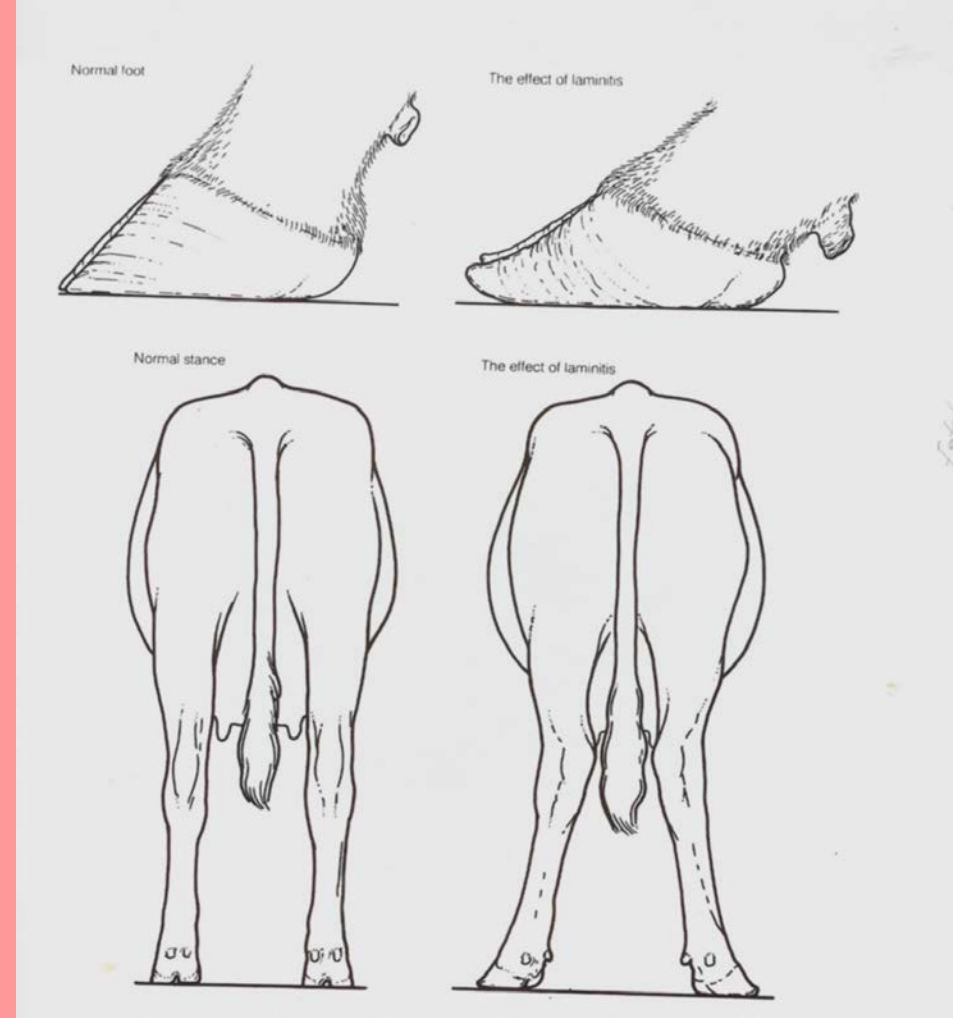 Normal foot
The effect of laminitis
Normal stance
The effect of laminitis